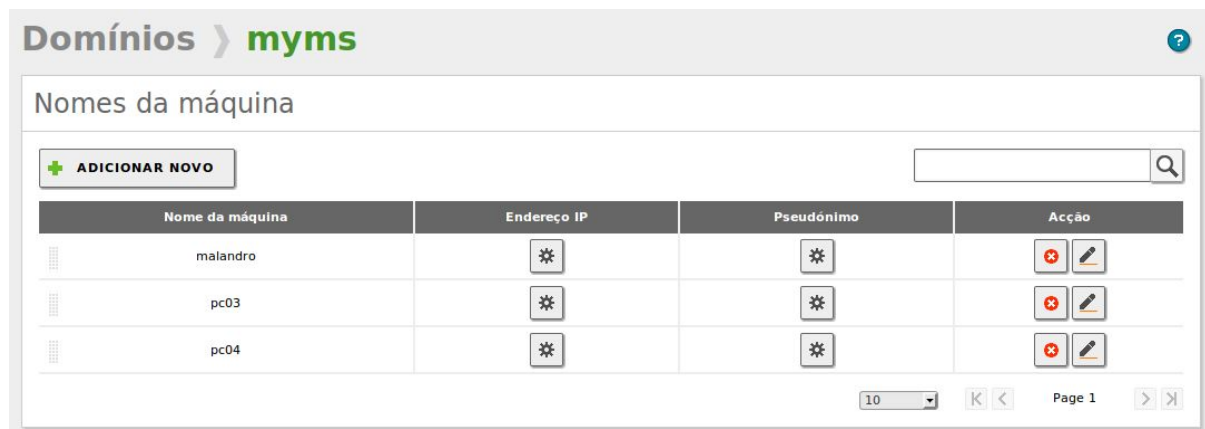 Domínios ❭ myms
?
Nomes da máquina
ADICIONAR NOVO
Nome da máquina Endereço IP Pseudónimo Acção
malandro
pc03
pc04
10 Page 1